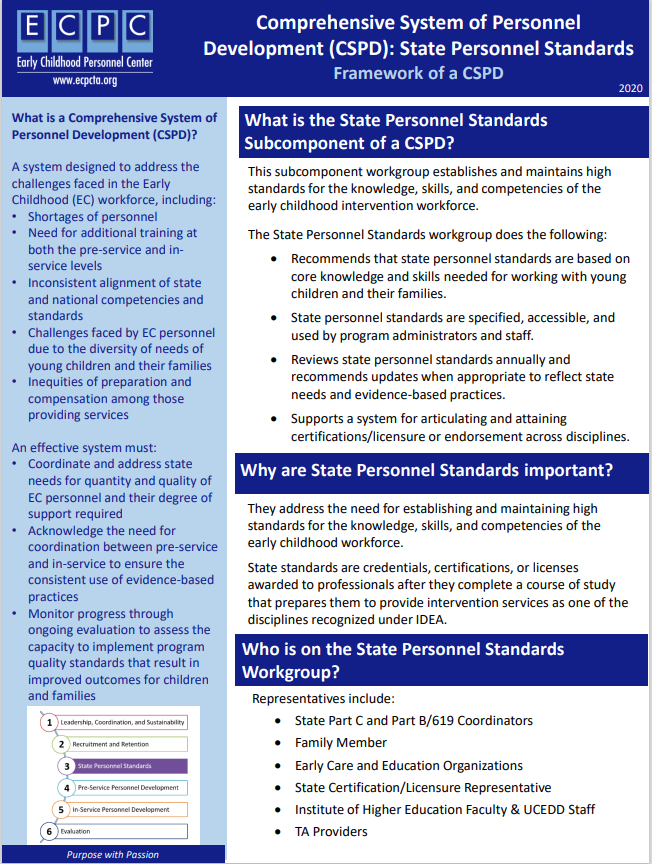 E C P C
Early Childhood Personnel Center
www.ecpcta.org
Comprehensive System of Personnel
Development (CSPD): State Personnel Standards
Framework of a CSPD
2020
What is a Comprehensive System of
Personnel Development (CSPD)?
A system designed to address the
challenges faced in the Early
Childhood (EC) workforce, including:
• Shortages of personnel
• Need for additional training at
both the pre-service and in-
service levels
• Inconsistent alignment of state
and national competencies and
standards
• Challenges faced by EC personnel
due to the diversity of needs of
young children and their families
• Inequities of preparation and
compensation among those
providing services
An effective system must:
• Coordinate and address state
needs for quantity and quality of
EC personnel and their degree of
support required
• Acknowledge the need for
coordination between pre-service
and in-service to ensure the
consistent use of evidence-based
practices
• Monitor progress through
ongoing evaluation to assess the
capacity to implement program
quality standards that result in
improved outcomes for children
and families
1 Leadership, Coordination, and Sustainability
2 Recruitment and Retention
3 State Personnel Standards
4 Pre-Service Personnel Development
5 In-Service Personnel Development
6 Evaluation
Purpose with Passion
What is the State Personnel Standards
Subcomponent of a CSPD?
This subcomponent workgroup establishes and maintains high
standards for the knowledge, skills, and competencies of the
early childhood intervention workforce.
The State Personnel Standards workgroup does the following:
• Recommends that state personnel standards are based on
core knowledge and skills needed for working with young
children and their families.
• State personnel standards are specified, accessible, and
used by program administrators and staff.
• Reviews state personnel standards annually and
recommends updates when appropriate to reflect state
needs and evidence-based practices.
• Supports a system for articulating and attaining
certifications/licensure or endorsement across disciplines.
Why are State Personnel Standards important?
They address the need for establishing and maintaining high
standards for the knowledge, skills, and competencies of the
early childhood workforce.
State standards are credentials, certifications, or licenses
awarded to professionals after they complete a course of study
that prepares them to provide intervention services as one of the
disciplines recognized under IDEA.
Who is on the State Personnel Standards
Workgroup?
Representatives include:
• State Part C and Part B/619 Coordinators
• Family Member
• Early Care and Education Organizations
• State Certification/Licensure Representative
• Institute of Higher Education Faculty & UCEDD Staff
• TA Providers